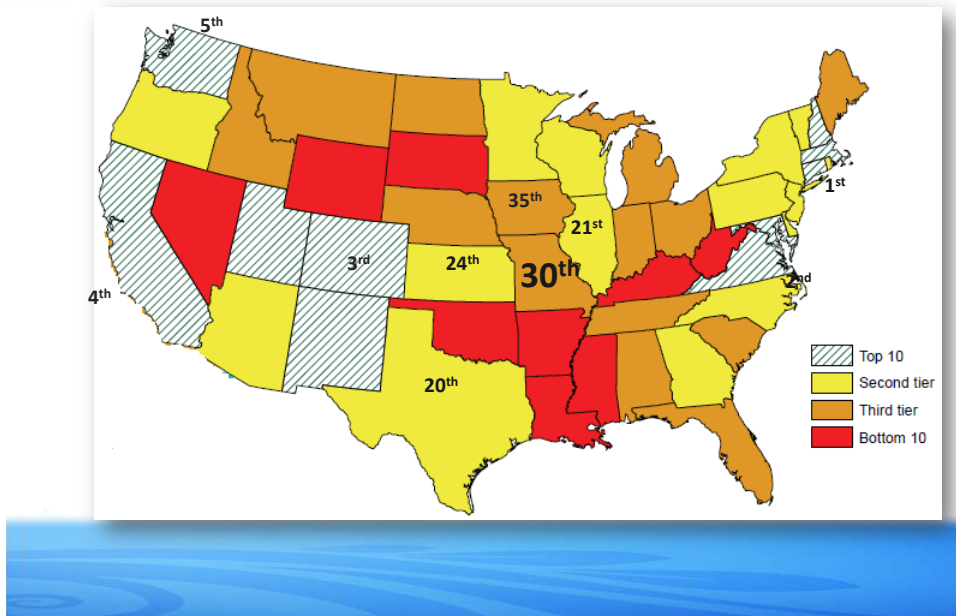 5th
1st
35th
21st
3rd
24th
30th
2nd
4th
20th
Top 10
Second tier
Third tier
Bottom 10